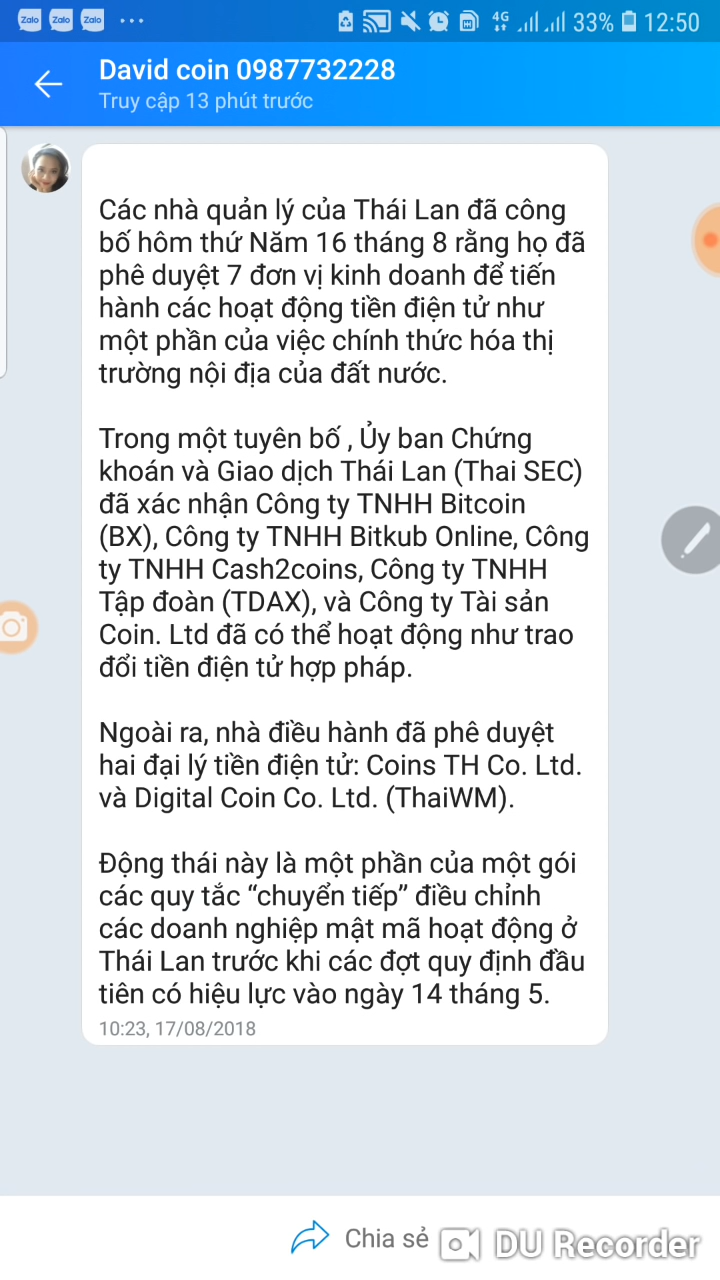 Zalo Zalo Zalo ... 4G 33% 12:50
David coin 0987732228
Truy cập 13 phút trước
Các nhà quản lý của Thái Lan đã công
bố hôm thứ Năm 16 tháng 8 rằng họ đã
phê duyệt 7 đơn vị kinh doanh để tiến
hành các hoạt động tiền điện tử như
một phần của việc chính thức hóa thị
trường nội địa của đất nước.
Trong một tuyên bố , Ủy ban Chứng
khoán và Giao dịch Thái Lan (Thai SEC)
đã xác nhận Công ty TNHH Bitcoin
(BX), Công ty TNHH Bitkub Online, Công
ty TNHH Cash2coins, Công ty TNHH
Tập đoàn (TDAX), và Công ty Tài sản
Coin. Ltd đã có thể hoạt động như trao
đổi tiền điện tử hợp pháp.
Ngoài ra, nhà điều hành đã phê duyệt
hai đại lý tiền điện tử: Coins TH Co. Ltd.
và Digital Coin Co. Ltd. (ThaiWM).
Động thái này là một phần của một gói
các quy tắc “chuyển tiếp” điều chỉnh
các doanh nghiệp mật mã hoạt động ở
Thái Lan trước khi các đợt quy định đầu
tiên có hiệu lực vào ngày 14 tháng 5.
10:23, 17/08/2018
Chia sẻ
DU Recorder